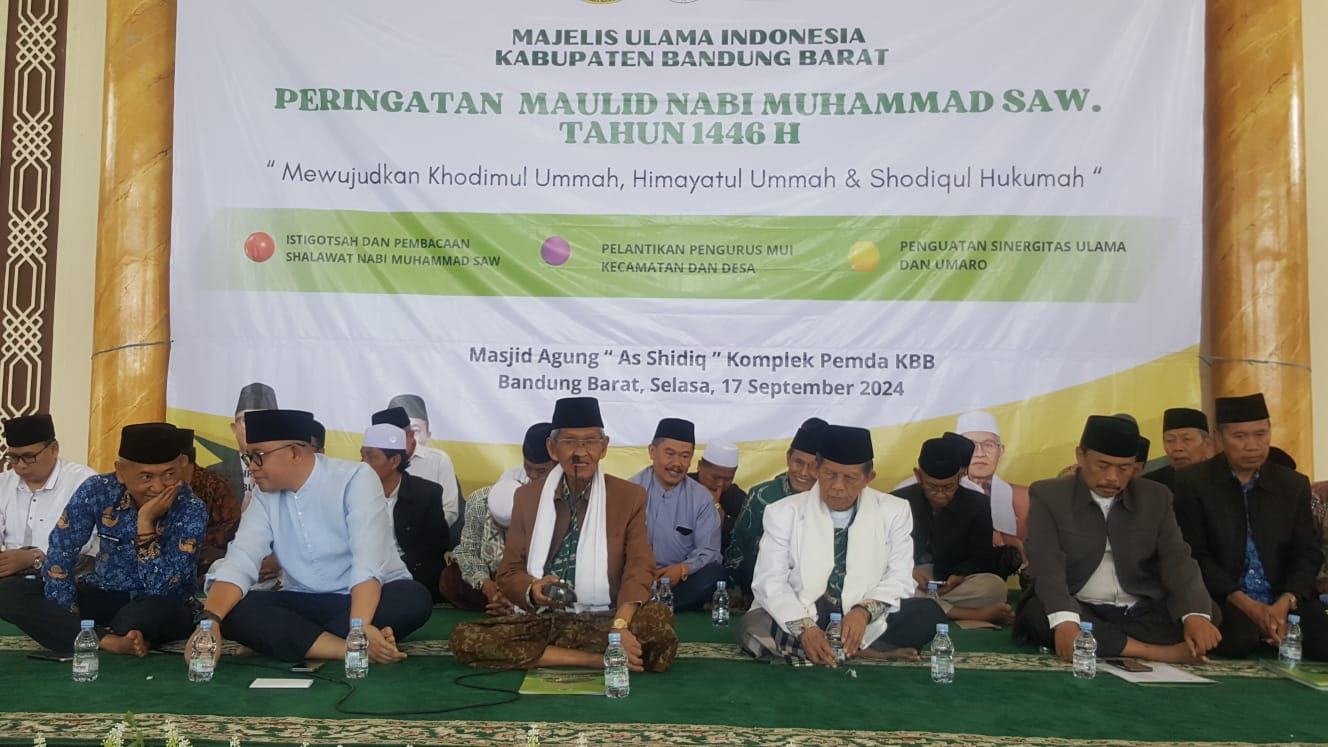 MAJELIS ULAMA INDONESIA
KABUPATEN BANDUNG BARAT
PERINGATAN MAULID NABI MUHAMMAD SAW.
TAHUN 1446 H
“ Mewujudkan Khodimul Ummah, Himayatul Ummah & Shodiqul Hukumah “
ISTIGOTSAH DAN PEMBACAAN
SHALAWAT NABI MUHAMMAD SAW
PELANTIKAN PENGURUS MUI
KECAMATAN DAN DESA
PENGUATAN SINERGITAS ULAMA
DAN UMARO
Masjid Agung “ As Shidiq ” Komplek Pemda KBB
Bandung Barat, Selasa, 17 September 2024